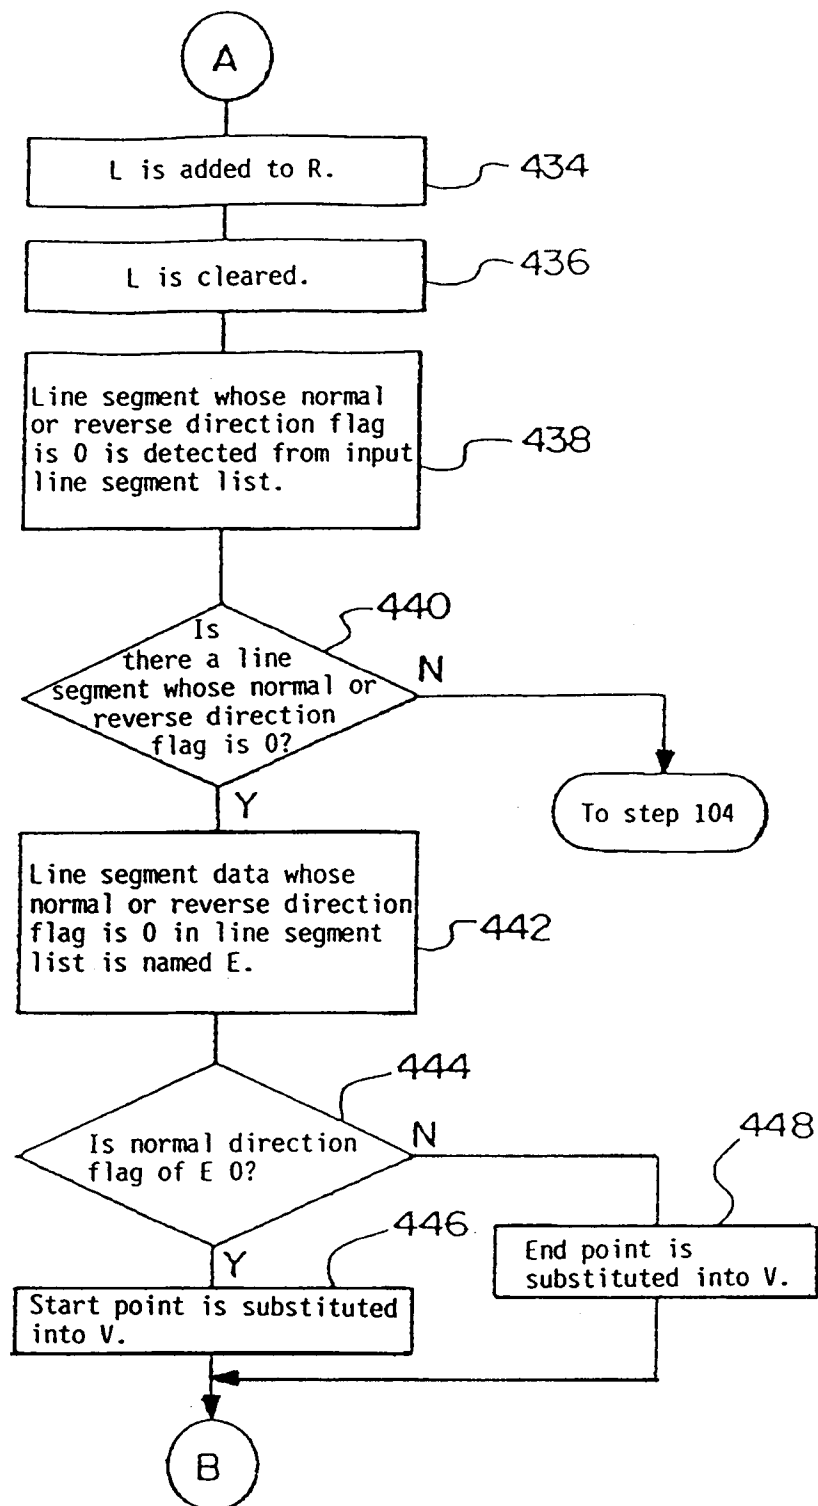 A
L is added to R.
434
L is cleared.
436
Line segment whose normal
or reverse direction flag
is 0 is detected from input
line segment list.
438
440
Is
there a line
segment whose normal or
reverse direction
flag is 0?
N
Y
To step 104
Line segment data whose
normal or reverse direction
flag is 0 in line segment
list is named E.
442
444
Is normal direction
flag of E 0?
N
448
446
Y
End point is
substituted into V.
Start point is substituted
into V.
B